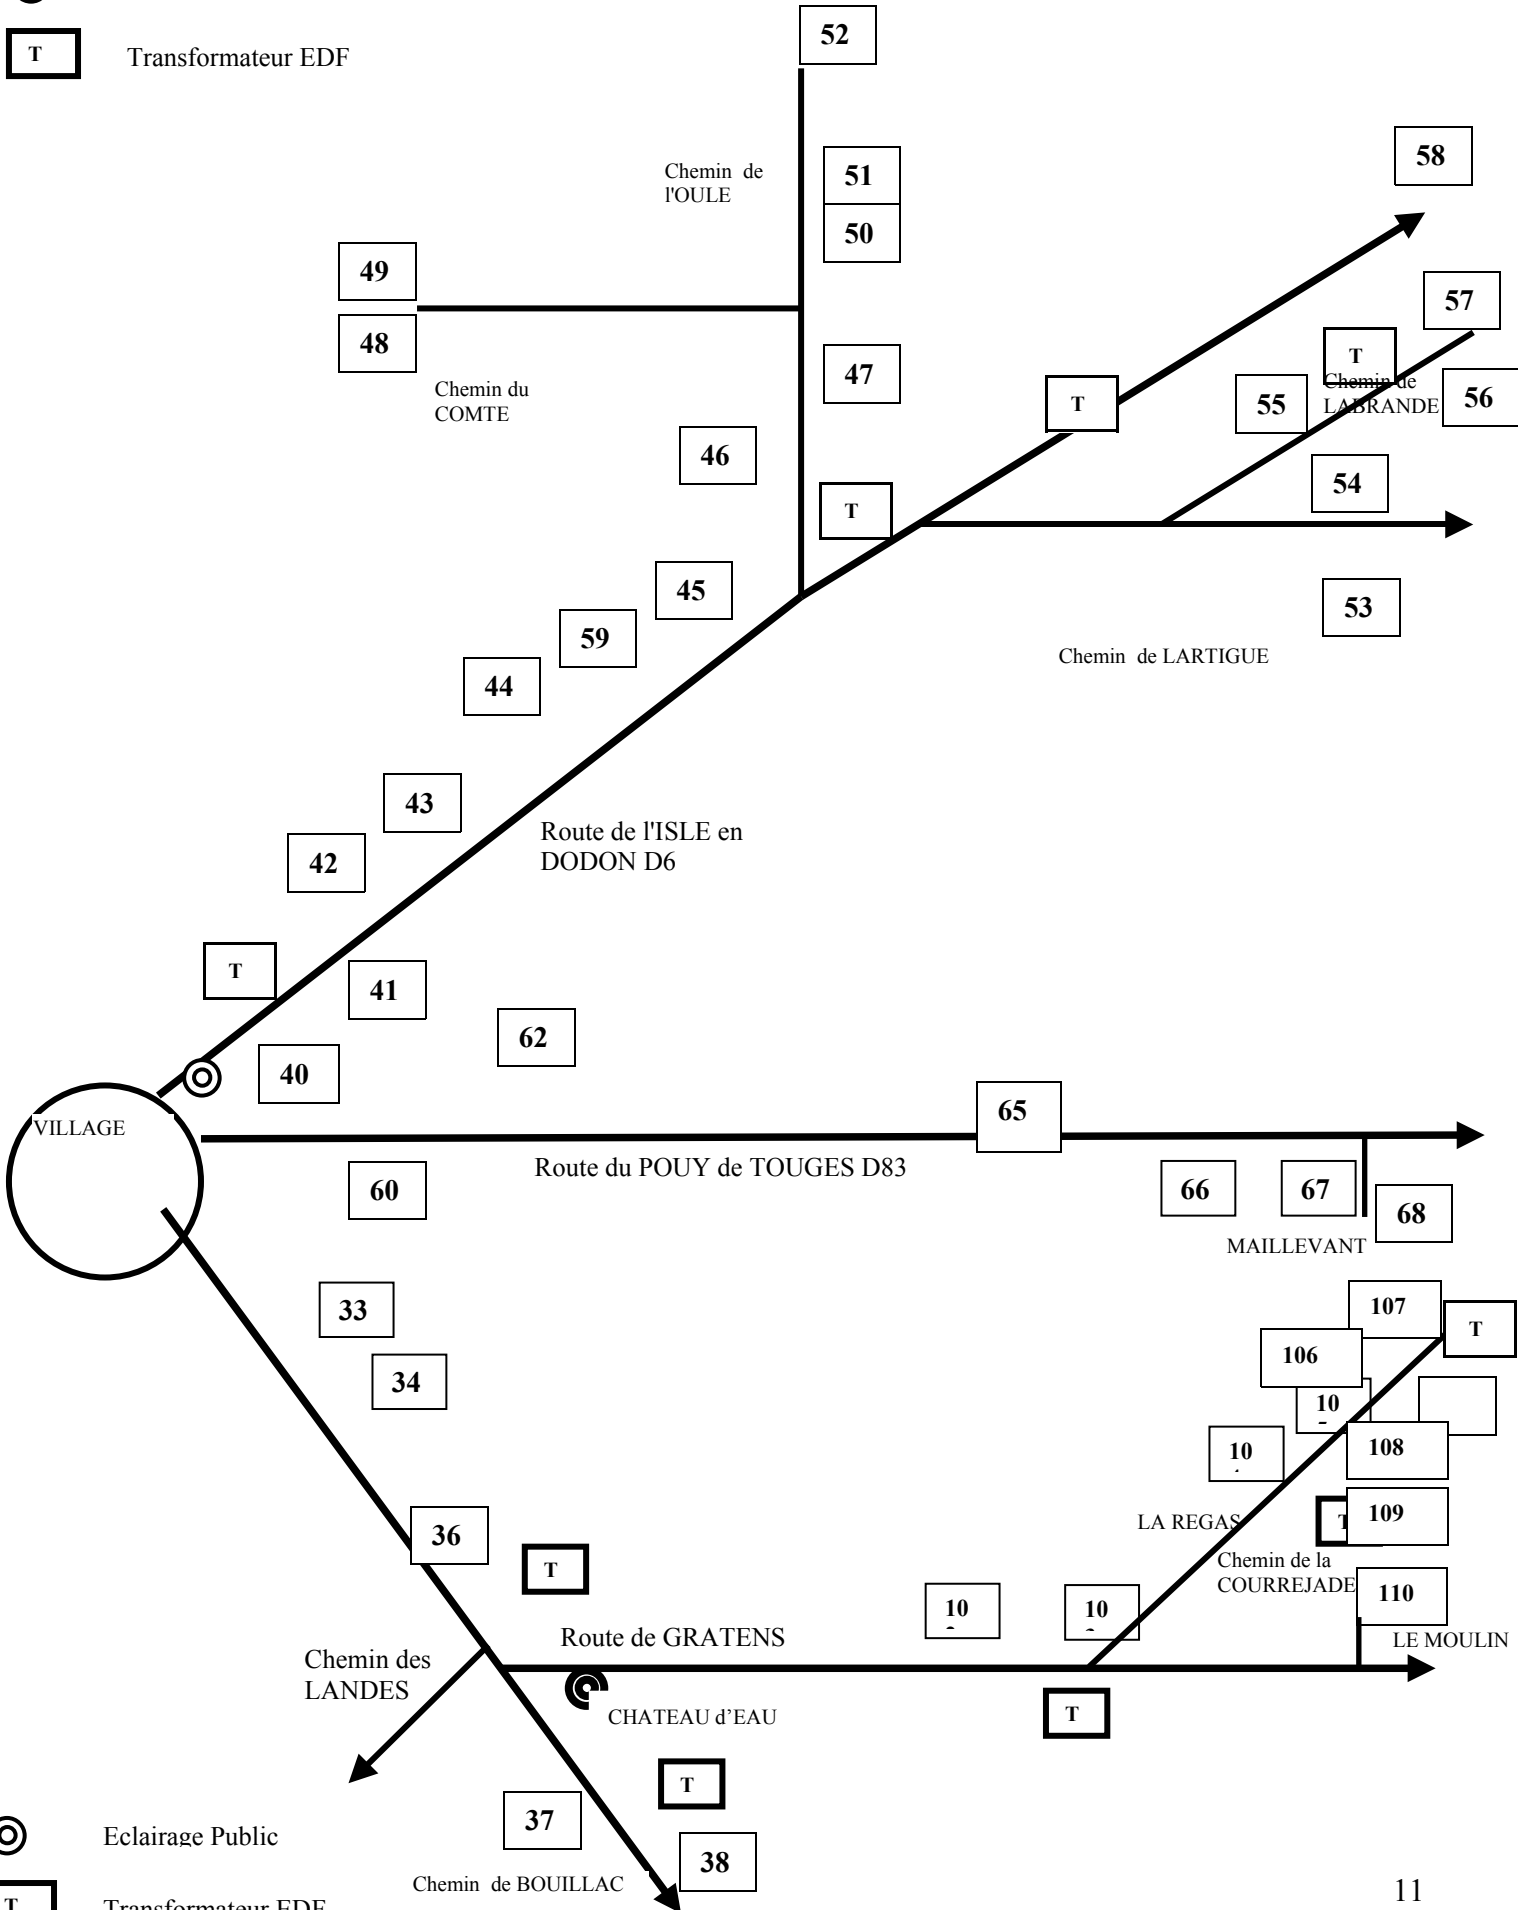 T
Transformateur EDF
52
Chemin de
l'OULE
51
50
58
49
48
Chemin du
COMTE
47
57
T
Chemin de
LABRANDE
55
56
T
46
54
T
45
53
59
Chemin de LARTIGUE
44
43
Route de l'ISLE en
DODON D6
42
T
41
62
40
VILLAGE
65
Route du POUY de TOUGES D83
60
66
67
68
MAILLEVANT
33
107
T
106
34
10
108
10
109
LA REGAS
T
36
T
Chemin de la
COURREJADE
110
10
10
Route de GRATENS
LE MOULIN
Chemin des
LANDES
CHATEAU d'EAU
T
T
37
38
Eclairage Public
Chemin de BOUILLAC
T
Transformateur EDF
11